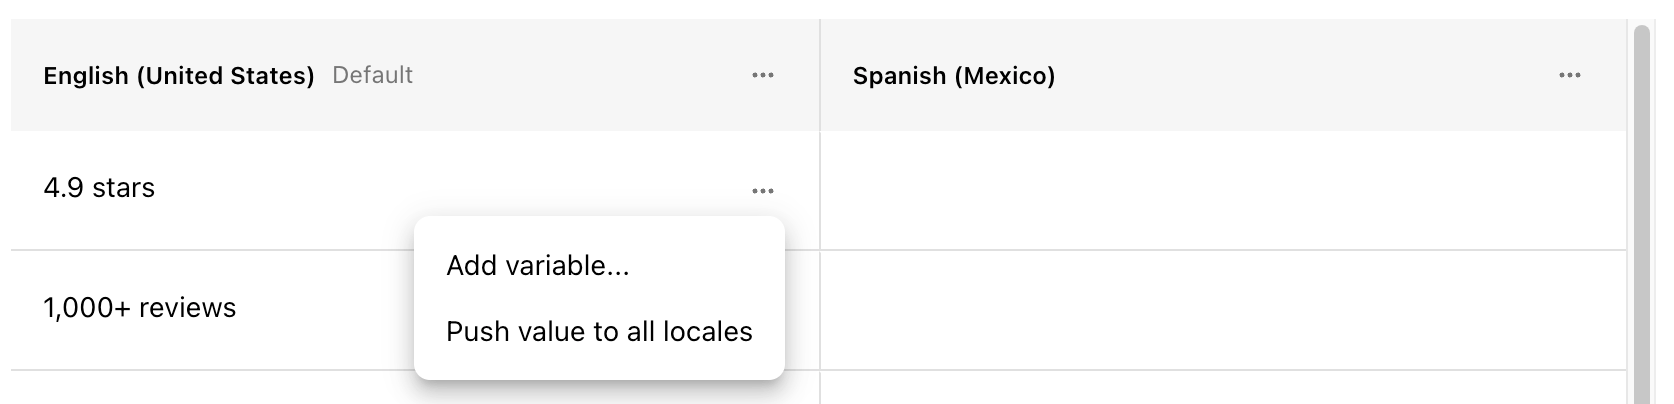 English (United States) Default
Spanish (Mexico)
4.9 stars
Add variable...
1,000+ reviews
Push value to all locales